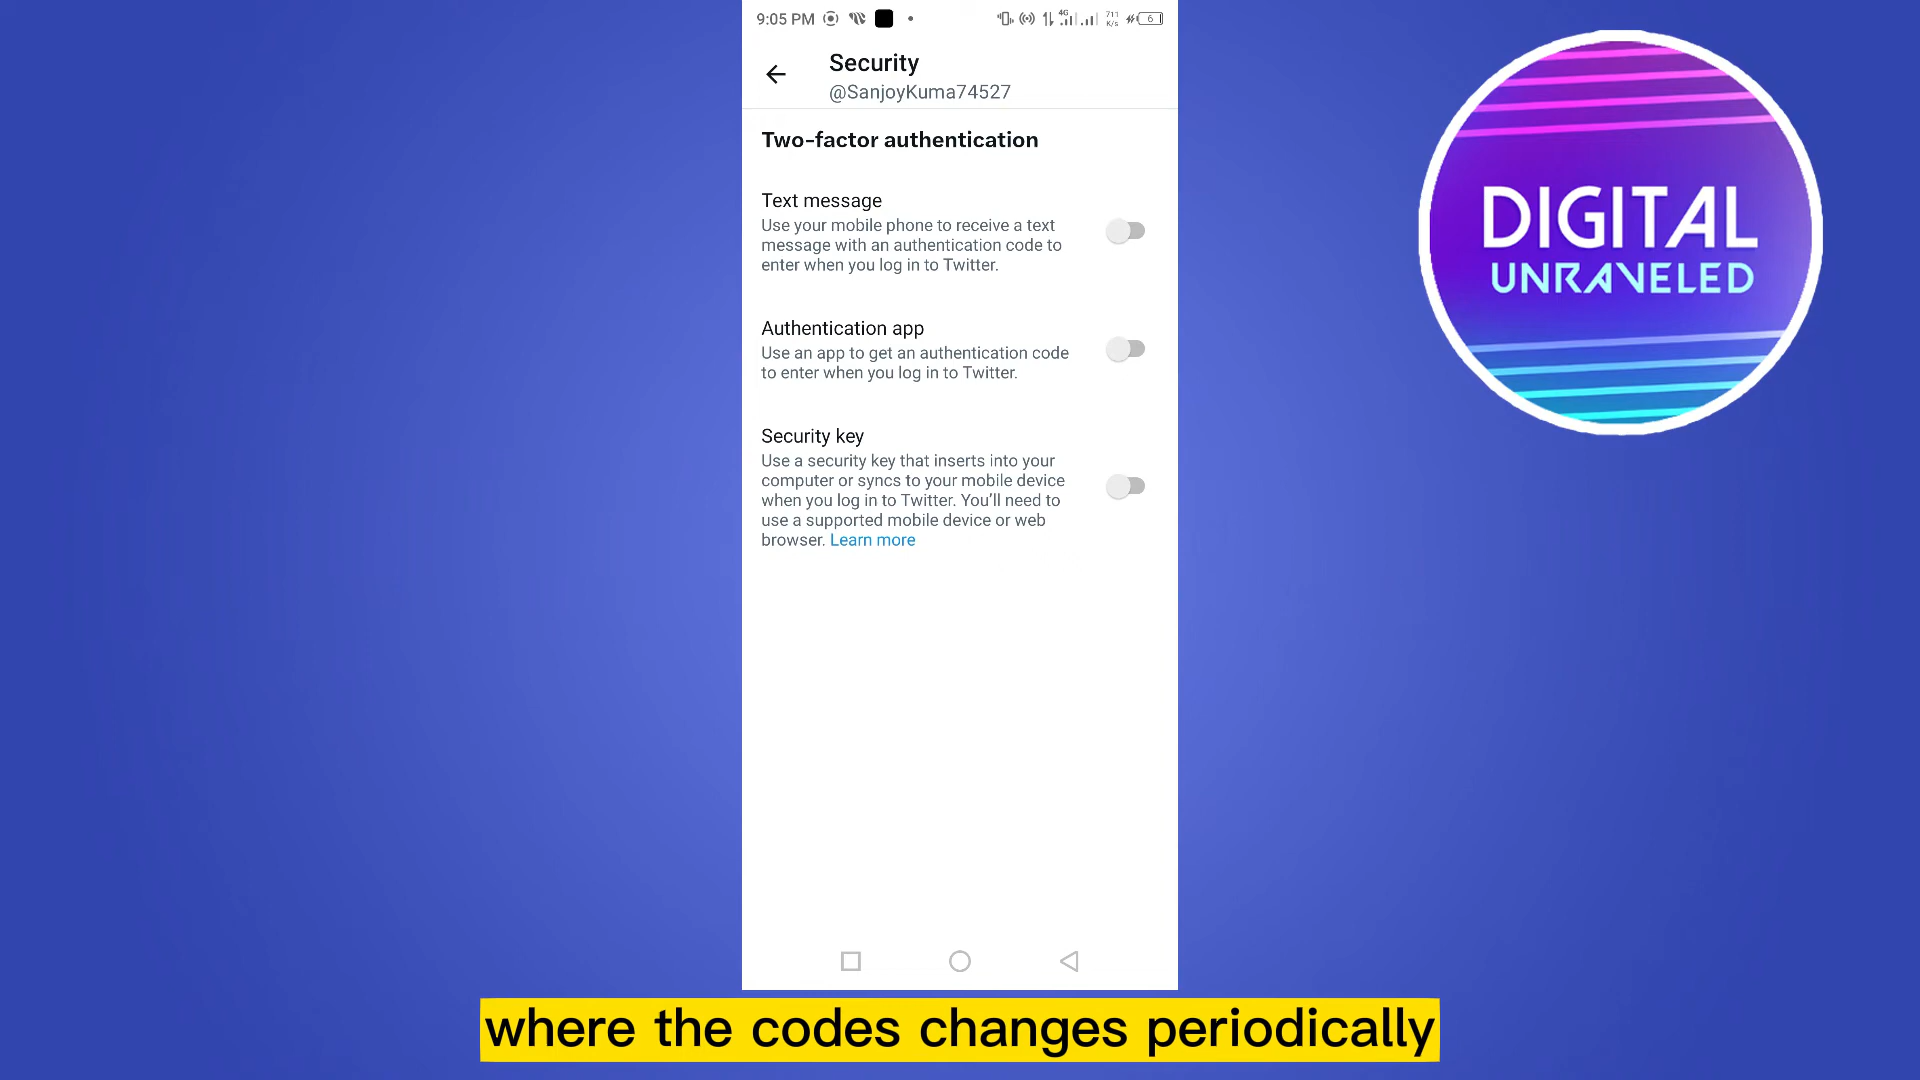 9:05 PM
4G
711
K/s
6
Security
@SanjoyKuma74527
Two-factor authentication
Text message
Use your mobile phone to receive a text
message with an authentication code to
enter when you log in to Twitter.
Authentication app
Use an app to get an authentication code
to enter when you log in to Twitter.
Security key
Use a security key that inserts into your
computer or syncs to your mobile device
when you log in to Twitter. You’ll need to
use a supported mobile device or web
browser. Learn more
DIGITAL
UNRAVELED
where the codes changes periodically